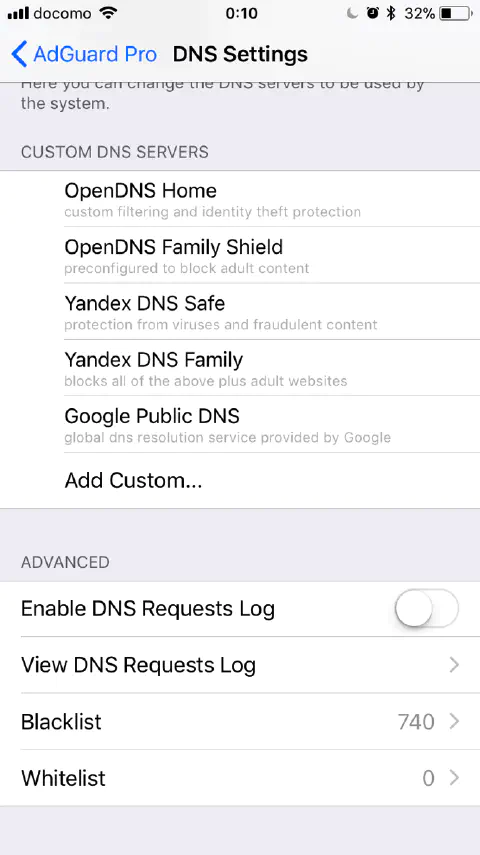 docomo 0:10 32%
AdGuard Pro DNS Settings
Here you can change the DNS servers to be used by
the system.
CUSTOM DNS SERVERS
OpenDNS Home
custom filtering and identity theft protection
OpenDNS Family Shield
preconfigured to block adult content
Yandex DNS Safe
protection from viruses and fraudulent content
Yandex DNS Family
blocks all of the above plus adult websites
Google Public DNS
global dns resolution service provided by Google
Add Custom...
ADVANCED
Enable DNS Requests Log
View DNS Requests Log
Blacklist 740
Whitelist 0